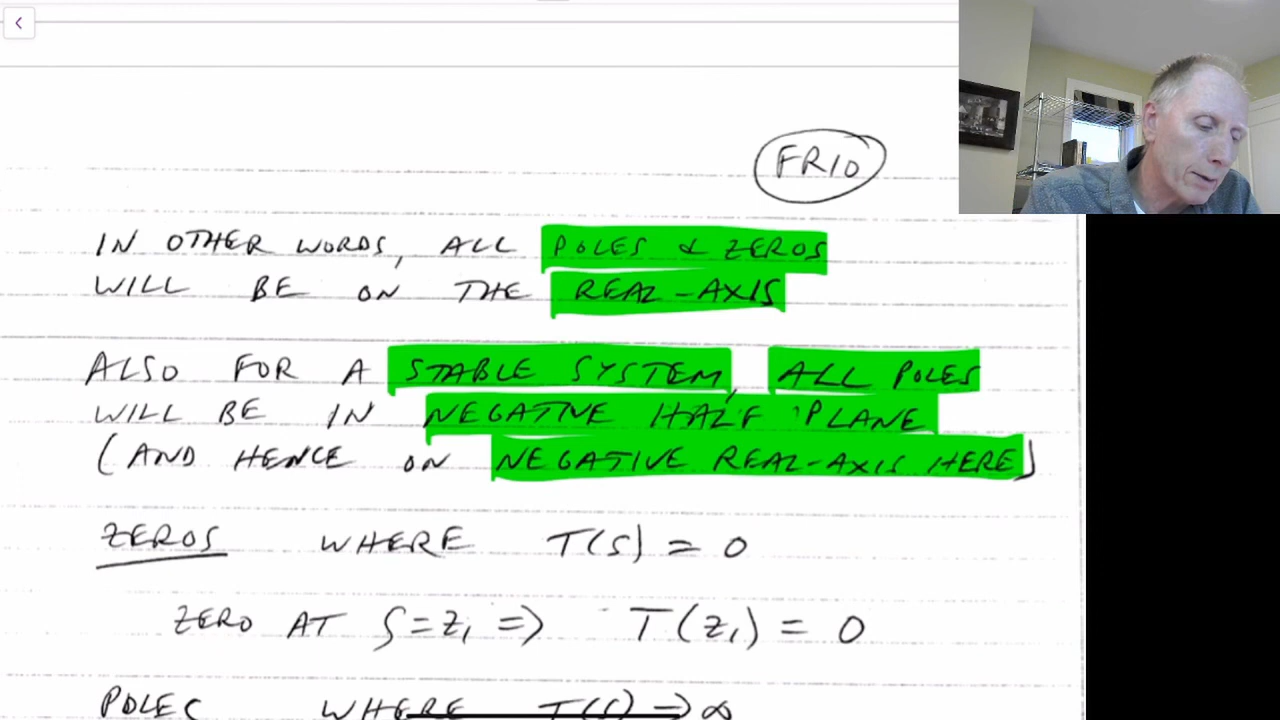 FR10
IN OTHER WORDS, ALL POLES & ZEROS
WILL BE ON THE REAL-AXIS
ALSO FOR A STABLE SYSTEM, ALL POLES
WILL BE IN NEGATIVE HALF PLANE
(AND HENCE ON NEGATIVE REAL-AXIS HERE)
ZEROS WHERE T(S) = 0
ZERO AT S=Z₁ => T(Z₁) = 0
POLES WHERE T(S) → ∞